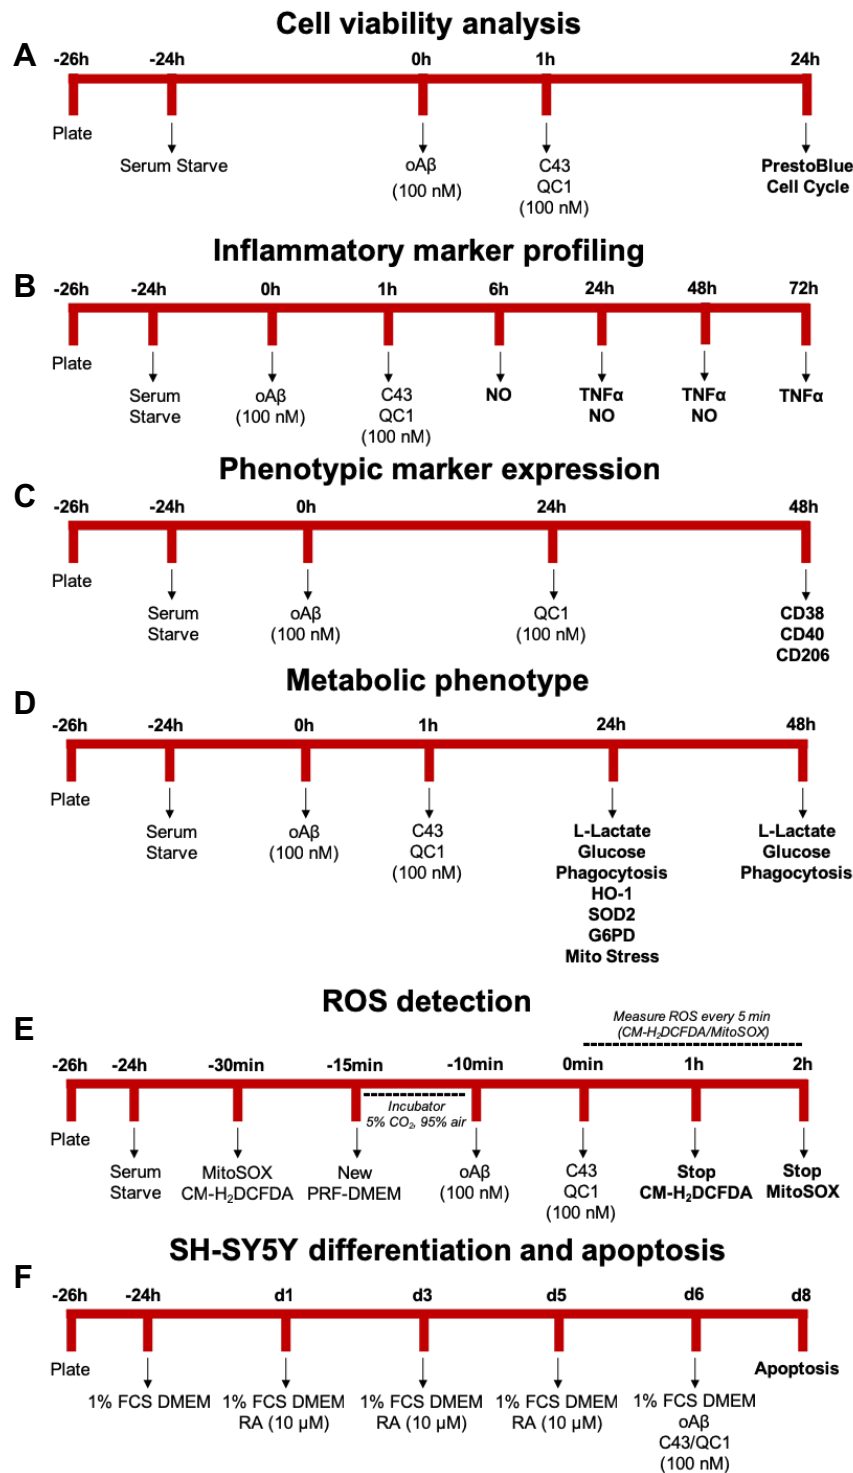 Cell viability analysis
A
-26h -24h 0h 1h 24h
Plate
Serum Starve
oAβ
(100 nM)
C43
QC1
(100 nM)
PrestoBlue
Cell Cycle
Inflammatory marker profiling
B
-26h -24h 0h 1h 6h 24h 48h 72h
Plate
Serum
Starve
oAβ
(100 nM)
C43
QC1
(100 nM)
NO
TNFα
NO
TNFα
NO
TNFα
Phenotypic marker expression
C
-26h -24h 0h 24h 48h
Plate
Serum
Starve
oAβ
(100 nM)
QC1
(100 nM)
CD38
CD40
CD206
Metabolic phenotype
D
-26h -24h 0h 1h 24h 48h
Plate
Serum
Starve
oAβ
(100 nM)
C43
QC1
(100 nM)
L-Lactate
Glucose
Phagocytosis
HO-1
SOD2
G6PD
Mito Stress
L-Lactate
Glucose
Phagocytosis
ROS detection
E
Measure ROS every 5 min
(CM-H₂DCFDA/MitoSOX)
-26h -24h -30min -15min -10min 0min 1h 2h
Incubator
5% CO₂, 95% air
Plate
Serum
Starve
MitoSOX
CM-H₂DCFDA
New
PRF-DMEM
oAβ
(100 nM)
C43
QC1
(100 nM)
Stop
CM-H₂DCFDA
Stop
MitoSOX
SH-SY5Y differentiation and apoptosis
F
-26h -24h d1 d3 d5 d6 d8
Plate
1% FCS DMEM
1% FCS DMEM
RA (10 μM)
1% FCS DMEM
RA (10 μM)
1% FCS DMEM
RA (10 μM)
1% FCS DMEM
oAβ
C43/QC1
(100 nM)
Apoptosis